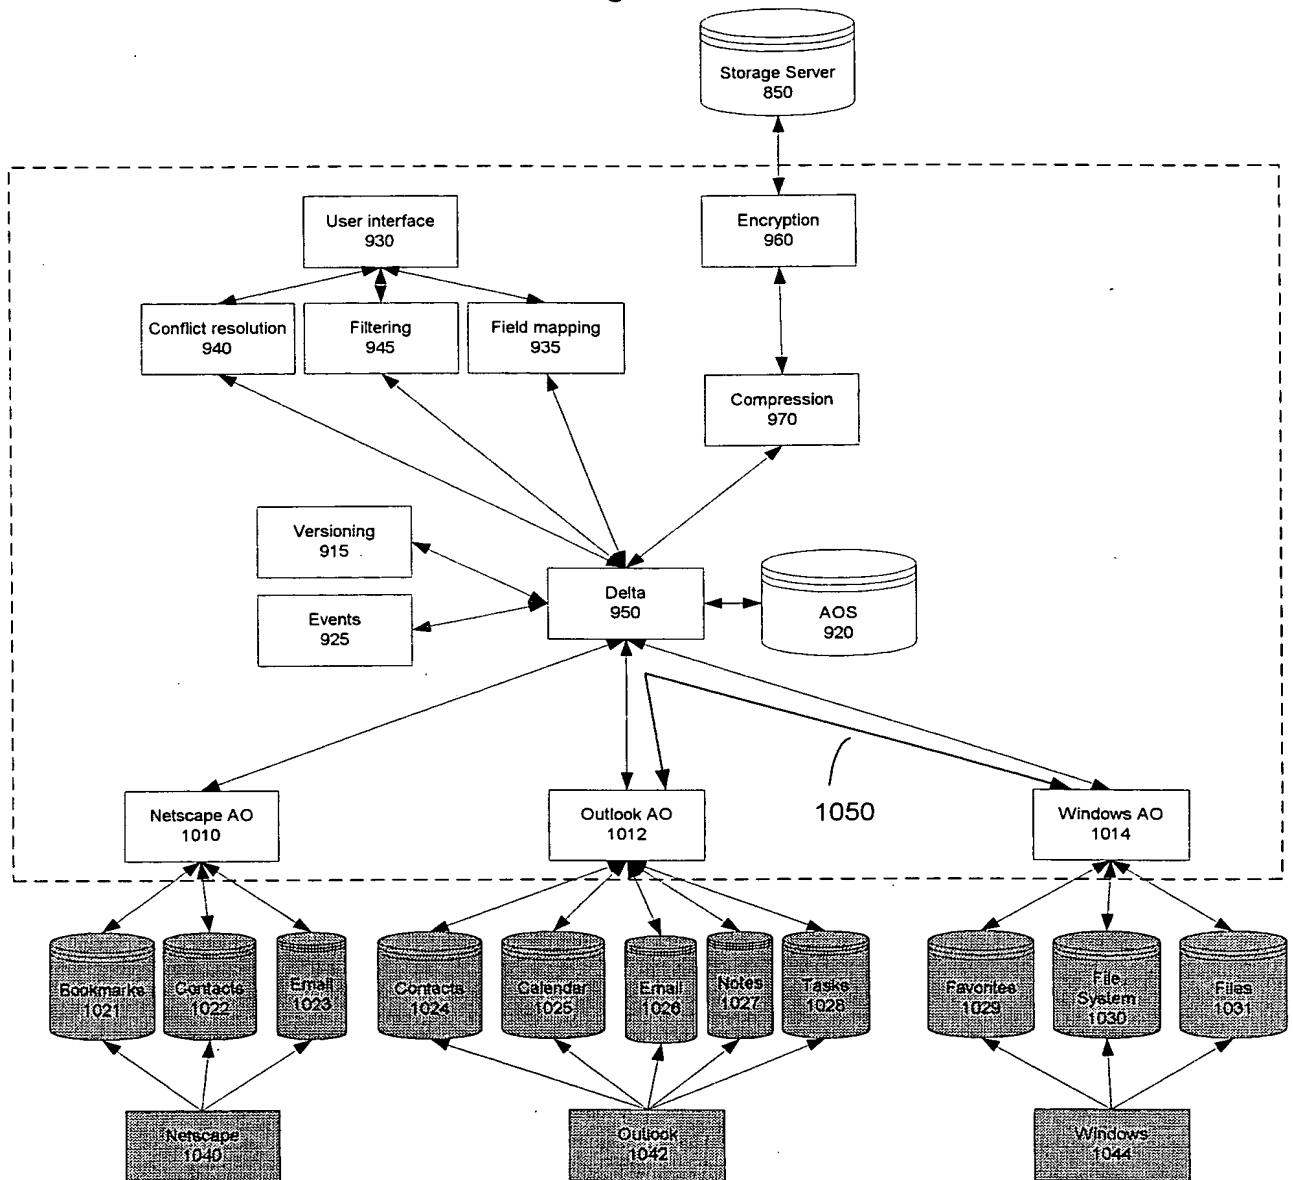 Storage Server
850
User interface
930
Encryption
960
Conflict resolution
940
Filtering
945
Field mapping
935
Compression
970
Versioning
915
Delta
950
AOS
920
Events
925
Netscape AO
1010
Outlook AO
1012
1050
Windows AO
1014
Bookmarks
1021
Contacts
1022
Email
1023
Contacts
1024
Calendar
1025
Email
1026
Notes
1027
Tasks
1028
Favorites
1029
File
System
1030
Files
1031
Netscape
1040
Outlook
1042
Windows
1044